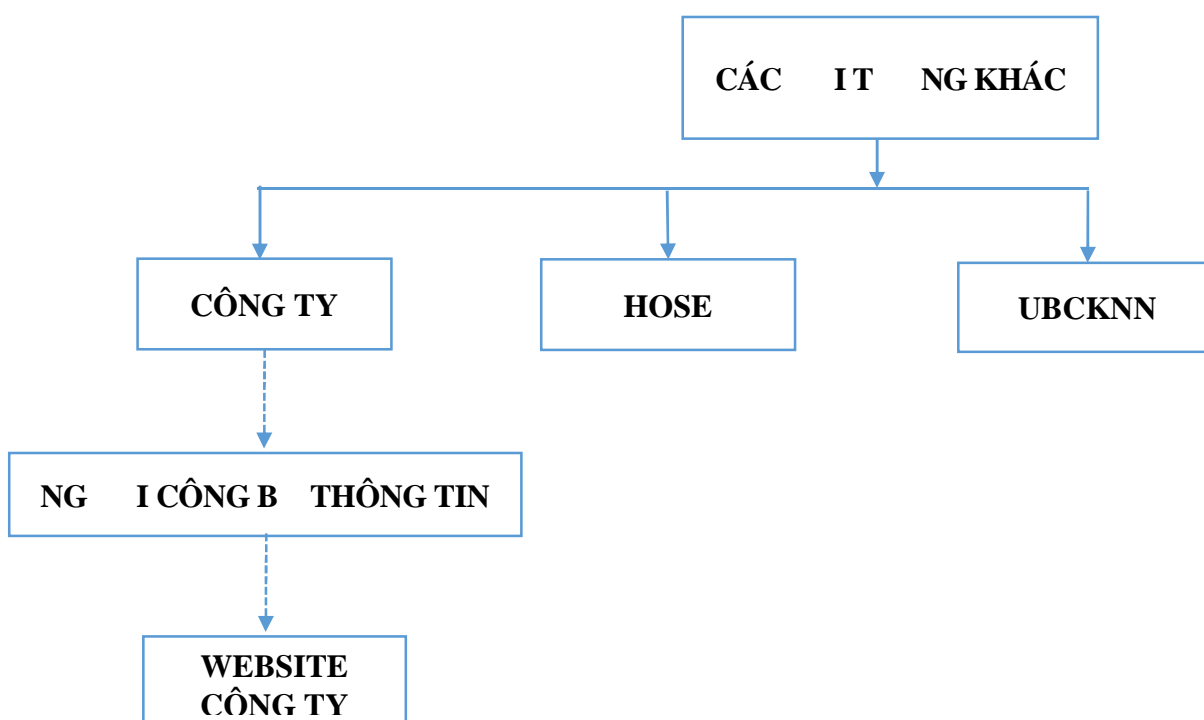 CÁC I T NG KHÁC
CÔNG TY
HOSE
UBCKNN
NG I CÔNG B THÔNG TIN
WEBSITE
CÔNG TY